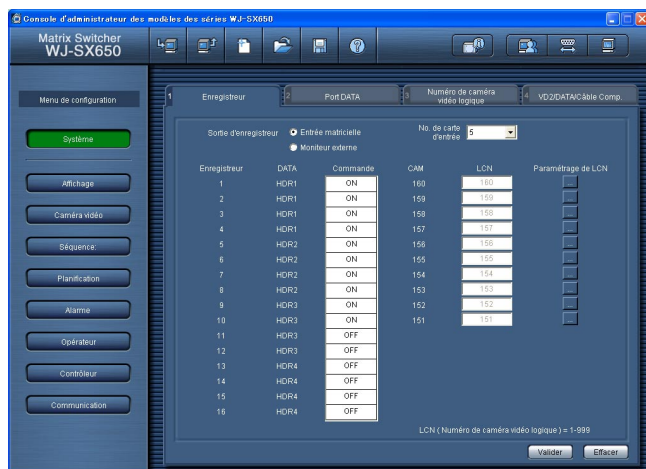 Console d'administrateur des modèles des séries WJ-SX650
Matrix Switcher
WJ-SX650
Menu de configuration
Système
Affichage
Caméra vidéo
Séquence:
Planification
Alarme
Opérateur
Contrôleur
Communication
1 Enregistreur
2 Port DATA
3 Numéro de caméra
vidéo logique
4 VD2/DATA/Câble Comp.
Sortie d'enregistreur Entrée matricielle
Moniteur externe
No. de carte
d'entrée 5
Enregistreur DATA Commande CAM LCN Paramétrage de LCN
1 HDR1 ON 160 160 ...
2 HDR1 ON 159 159 ...
3 HDR1 ON 158 158 ...
4 HDR1 ON 157 157 ...
5 HDR2 ON 156 156 ...
6 HDR2 ON 155 155 ...
7 HDR2 ON 154 154 ...
8 HDR2 ON 153 153 ...
9 HDR3 ON 152 152 ...
10 HDR3 ON 151 151 ...
11 HDR3 OFF
12 HDR3 OFF
13 HDR4 OFF
14 HDR4 OFF
15 HDR4 OFF
16 HDR4 OFF
LCN ( Numéro de caméra vidéo logique ) = 1-999
Valider Effacer